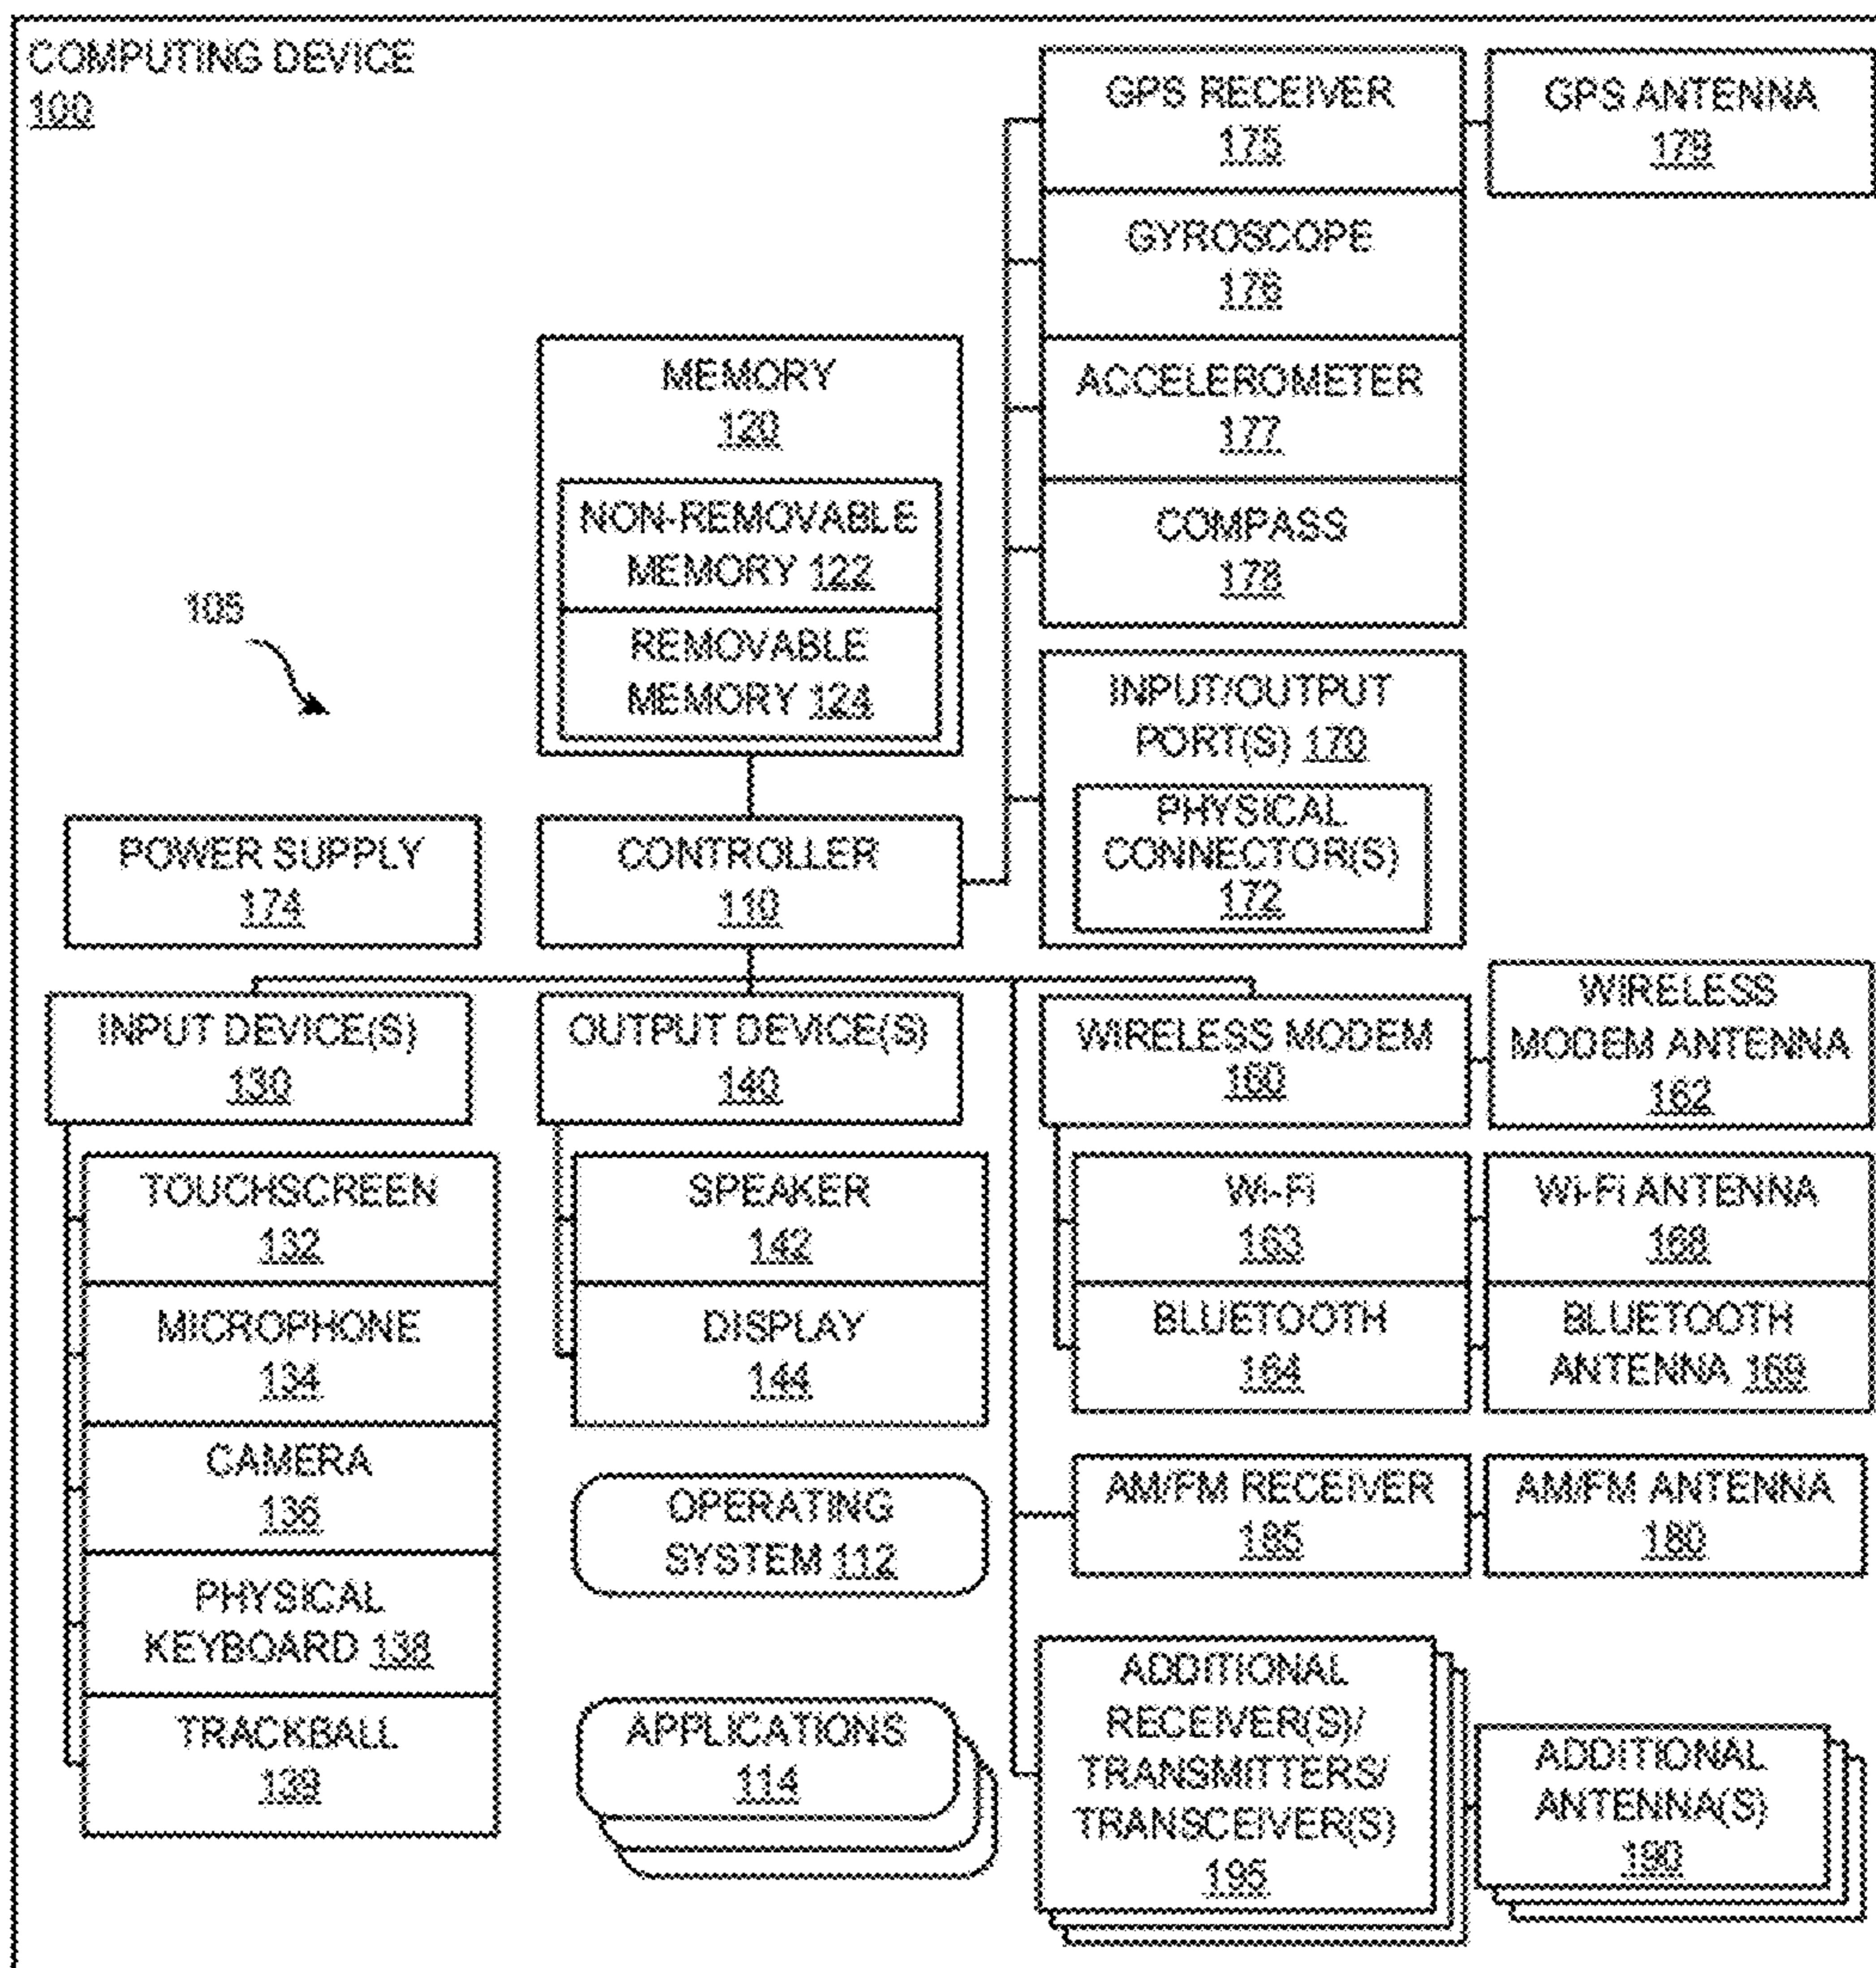 COMPUTING DEVICE
100
GPS RECEIVER
175
GPS ANTENNA
179
GYROSCOPE
176
ACCELEROMETER
177
COMPASS
178
MEMORY
120
NON-REMOVABLE
MEMORY 122
REMOVABLE
MEMORY 124
105
INPUT/OUTPUT
PORT(S) 170
PHYSICAL
CONNECTOR(S)
172
POWER SUPPLY
174
CONTROLLER
110
INPUT DEVICE(S)
130
OUTPUT DEVICE(S)
140
WIRELESS MODEM
160
WIRELESS
MODEM ANTENNA
162
TOUCHSCREEN
132
MICROPHONE
134
CAMERA
136
PHYSICAL
KEYBOARD 138
TRACKBALL
139
SPEAKER
142
DISPLAY
144
OPERATING
SYSTEM 112
APPLICATIONS
114
Wi-Fi
163
Wi-Fi ANTENNA
168
BLUETOOTH
164
BLUETOOTH
ANTENNA 169
AM/FM RECEIVER
185
AM/FM ANTENNA
180
ADDITIONAL
RECEIVER(S)/
TRANSMITTERS/
TRANSCEIVER(S)
195
ADDITIONAL
ANTENNA(S)
190